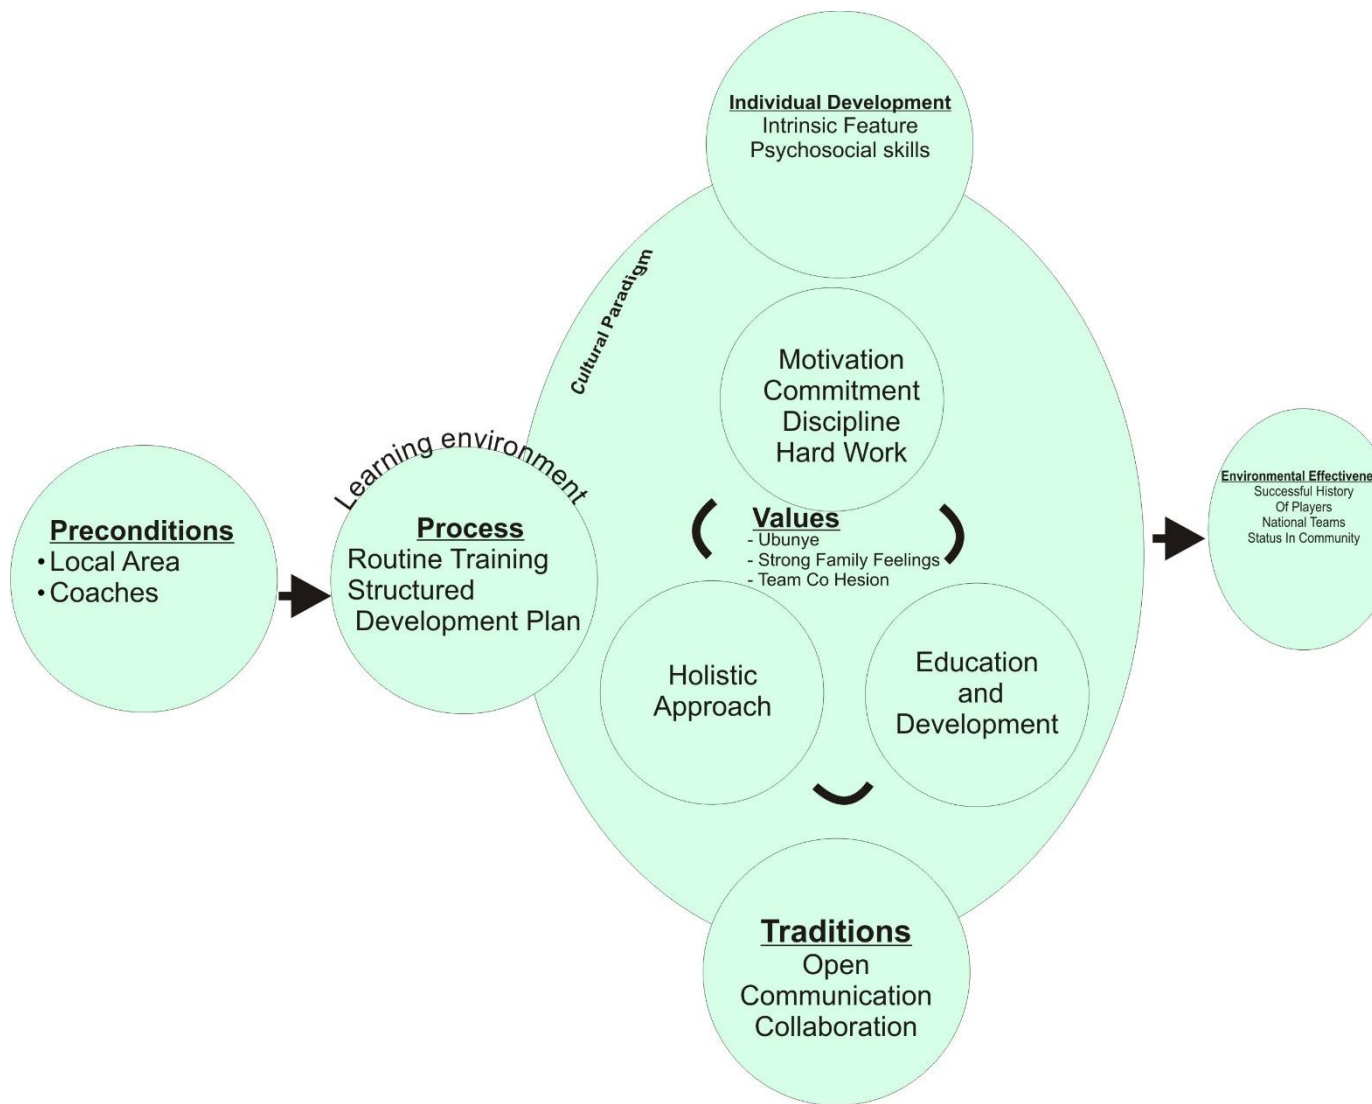 Individual Development
Intrinsic Feature
Psychosocial skills
Cultural Paradigm
Motivation
Commitment
Discipline
Hard Work
Learning environment
Preconditions
• Local Area
• Coaches
Process
Routine Training
Structured
Development Plan
Values
- Ubunye
- Strong Family Feelings
- Team Co Hesion
Holistic
Approach
Education
and
Development
Environmental Effectivene
Successful History
Of Players
National Teams
Status In Community
Traditions
Open
Communication
Collaboration